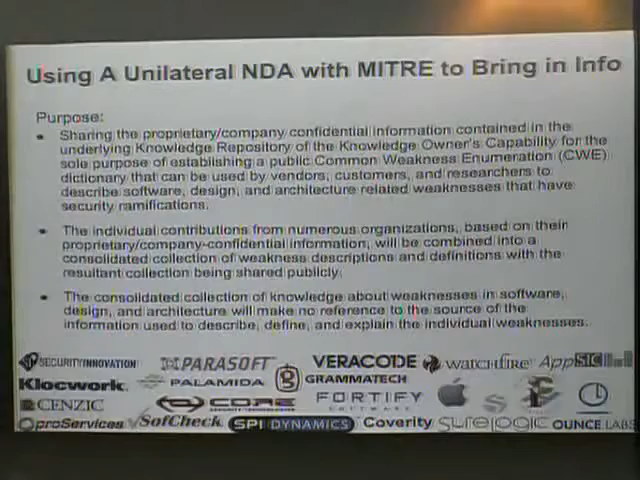 Using A Unilateral NDA with MITRE to Bring in Info
Purpose:
• Sharing the proprietary/company confidential information contained in the
underlying Knowledge Repository of the Knowledge Owner's Capability for the
sole purpose of establishing a public Common Weakness Enumeration (CWE)
dictionary that can be used by vendors, customers, and researchers to
describe software, design, and architecture related weaknesses that have
security ramifications.
• The individual contributions from numerous organizations, based on their
proprietary/company-confidential information, will be combined into a
consolidated collection of weakness descriptions and definitions with the
resultant collection being shared publicly.
• The consolidated collection of knowledge about weaknesses in software,
design, and architecture will make no reference to the source of the
information used to describe, define, and explain the individual weaknesses.
SECURITYINNOVATION PARASOFT VERACODE watchfire AppSIC
Klocwork PALAMIDA GRAMMATECH
CENZIC CORE FORTIFY
SOFTWARE
proServices SofCheck SPI DYNAMICS Coverity surelogic OUNCE LABS